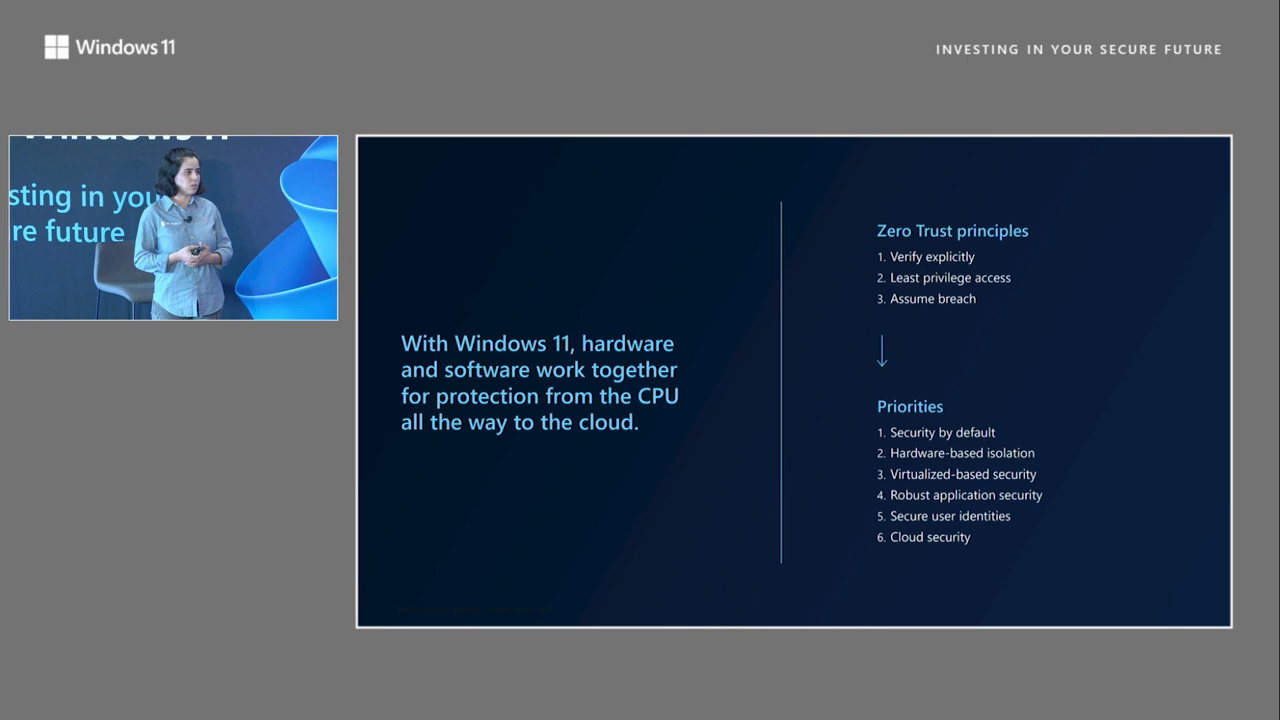 Windows 11
INVESTING IN YOUR SECURE FUTURE
sting in you
re future
With Windows 11, hardware
and software work together
for protection from the CPU
all the way to the cloud.
Zero Trust principles
1. Verify explicitly
2. Least privilege access
3. Assume breach
Priorities
1. Security by default
2. Hardware-based isolation
3. Virtualized-based security
4. Robust application security
5. Secure user identities
6. Cloud security